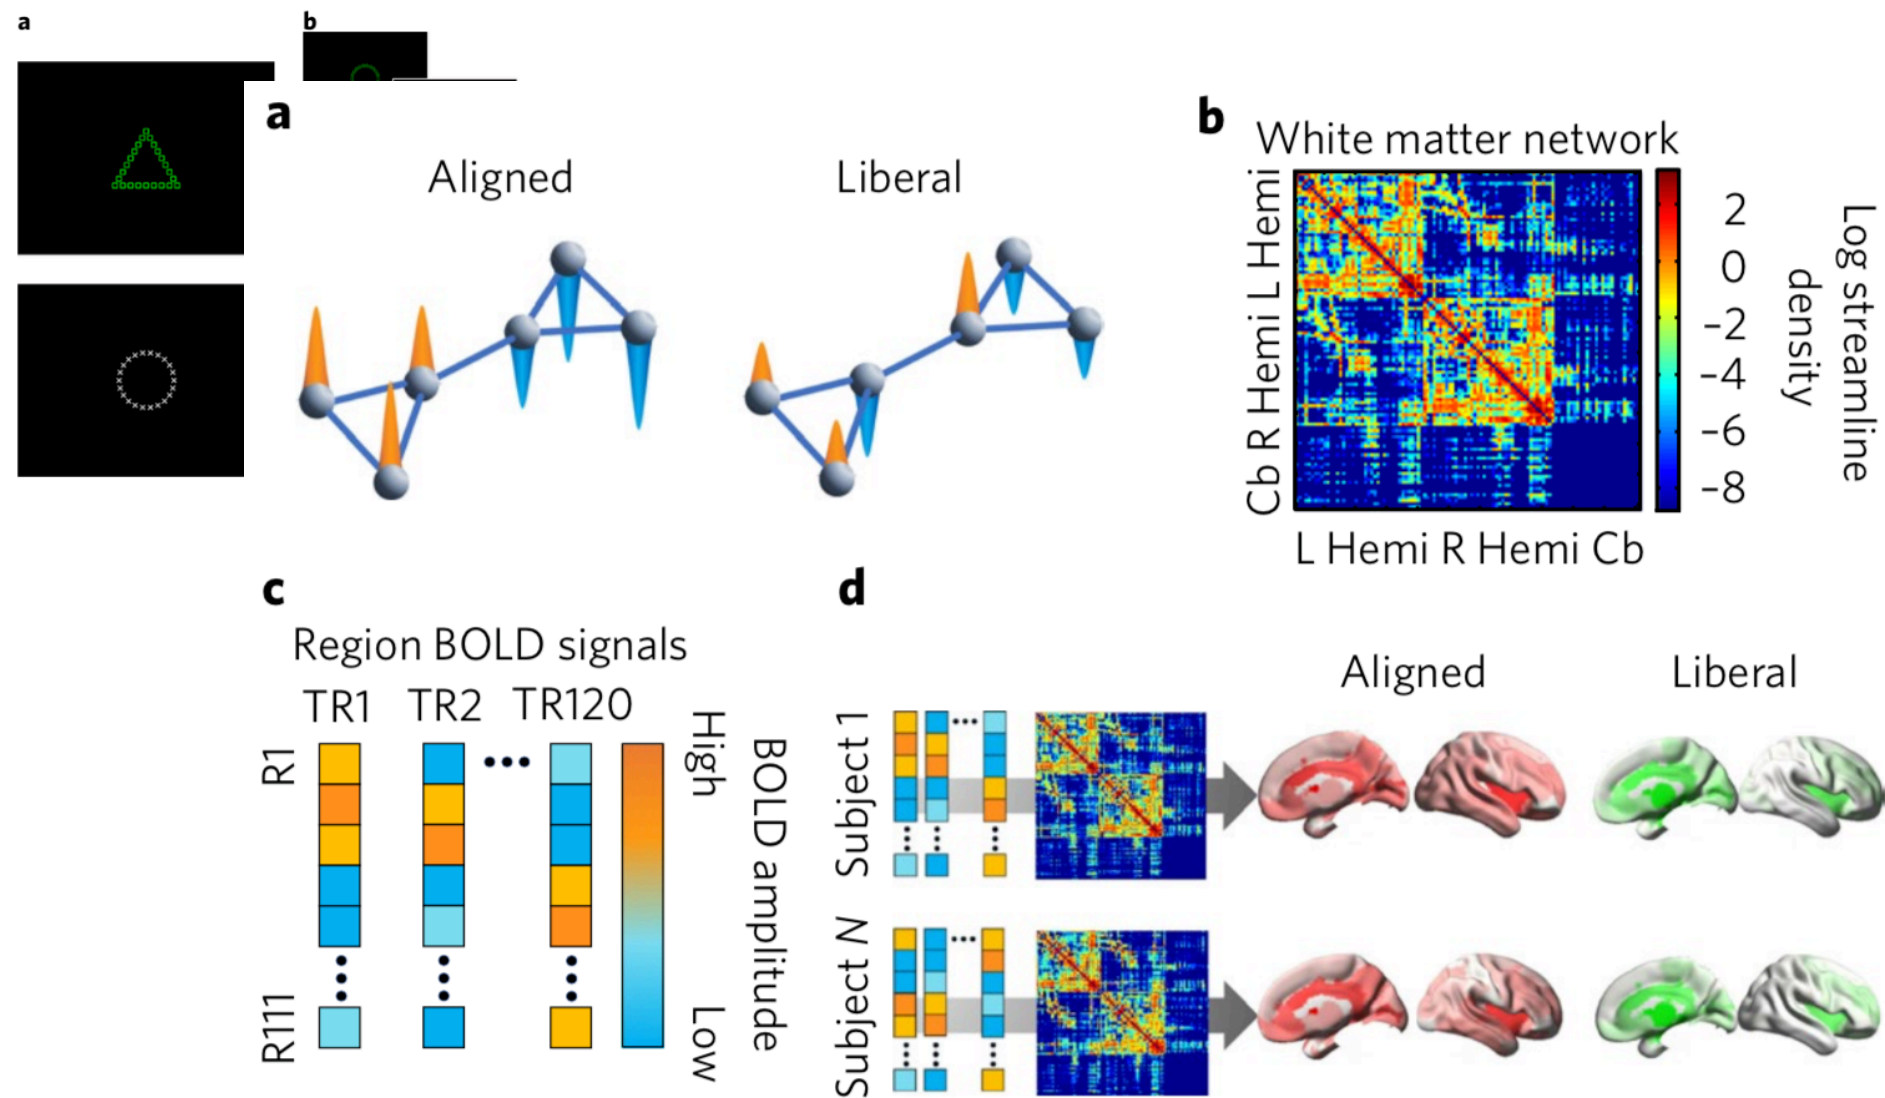 a
b
a
Aligned
Liberal
b
White matter network
Cb R Hemi L Hemi
2
0
−2
−4
−6
−8
Log streamline
density
L Hemi R Hemi Cb
c
Region BOLD signals
TR1 TR2 TR120
R1
R111
High
Low
BOLD amplitude
d
Aligned
Liberal
Subject 1
Subject N